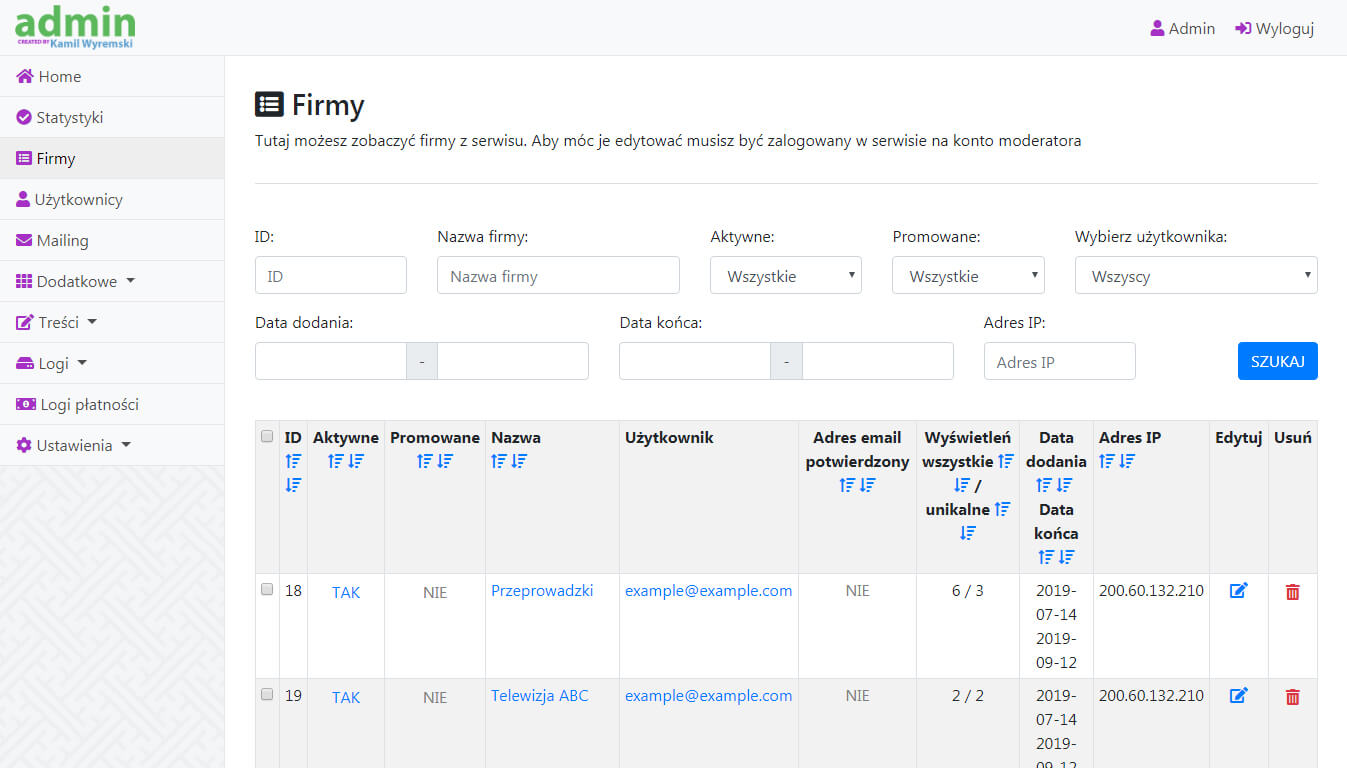 admin
CREATED BY Kamil Wyremski
Admin
Wyloguj
Home
Statystyki
Firmy
Użytkownicy
Mailing
Dodatkowe
Treści
Logi
Logi płatności
Ustawienia
Firmy
Tutaj możesz zobaczyć firmy z serwisu. Aby móc je edytować musisz być zalogowany w serwisie na konto moderatora
ID: Nazwa firmy: Aktywne: Promowane: Wybierz użytkownika:
ID Nazwa firmy Wszystkie Wszystkie Wszyscy
Data dodania: Data końca: Adres IP:
- - Adres IP SZUKAJ
ID Aktywne Promowane Nazwa Użytkownik Adres email Wyświetleń Data Adres IP Edytuj Usuń
potwierdzony wszystkie dodania
/
unikalne Data
końca
18 TAK NIE Przeprowadzki example@example.com NIE 6 / 3 2019- 200.60.132.210
07-14
2019-
09-12
19 TAK NIE Telewizja ABC example@example.com NIE 2 / 2 2019- 200.60.132.210
07-14
2019-
09-12